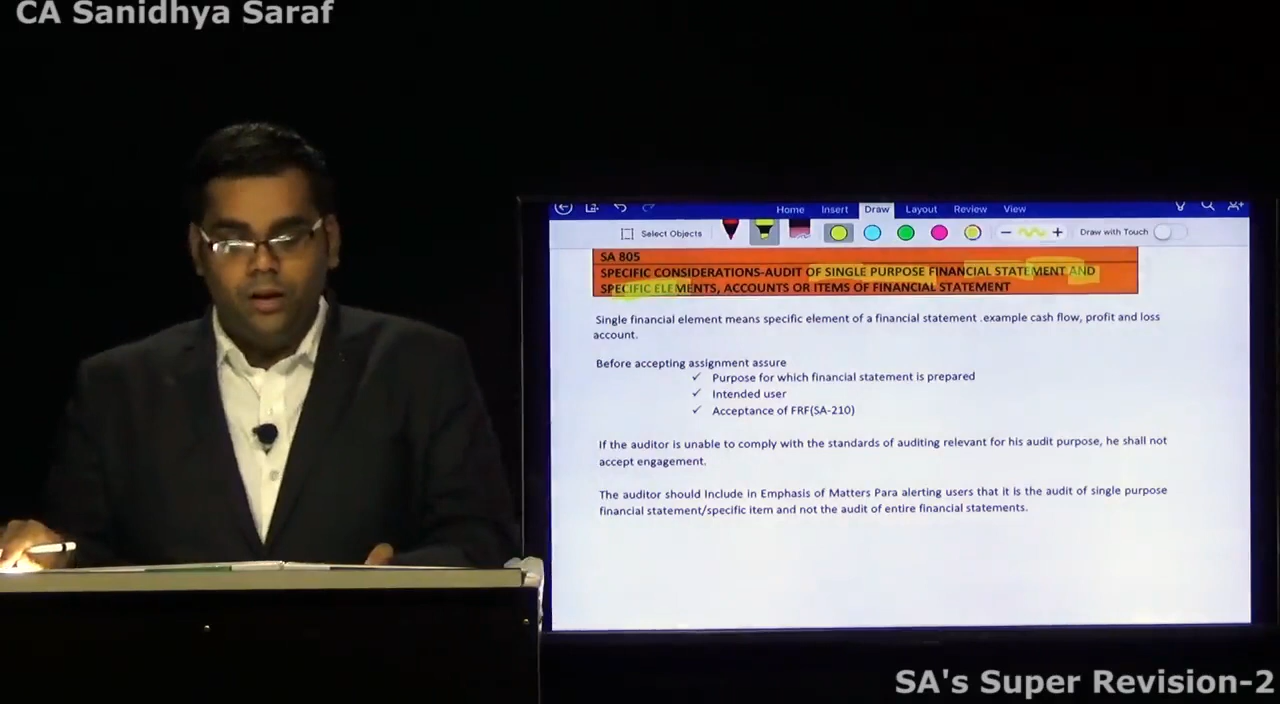 CA Sanidhya Saraf
Home Insert Draw Layout Review View
Select Objects
Draw with Touch
SA 805
SPECIFIC CONSIDERATIONS-AUDIT OF SINGLE PURPOSE FINANCIAL STATEMENT AND
SPECIFIC ELEMENTS, ACCOUNTS OR ITEMS OF FINANCIAL STATEMENT
Single financial element means specific element of a financial statement .example cash flow, profit and loss
account.
Before accepting assignment assure
✓ Purpose for which financial statement is prepared
✓ Intended user
✓ Acceptance of FRF(SA-210)
If the auditor is unable to comply with the standards of auditing relevant for his audit purpose, he shall not
accept engagement.
The auditor should Include in Emphasis of Matters Para alerting users that it is the audit of single purpose
financial statement/specific item and not the audit of entire financial statements.
SA's Super Revision-2